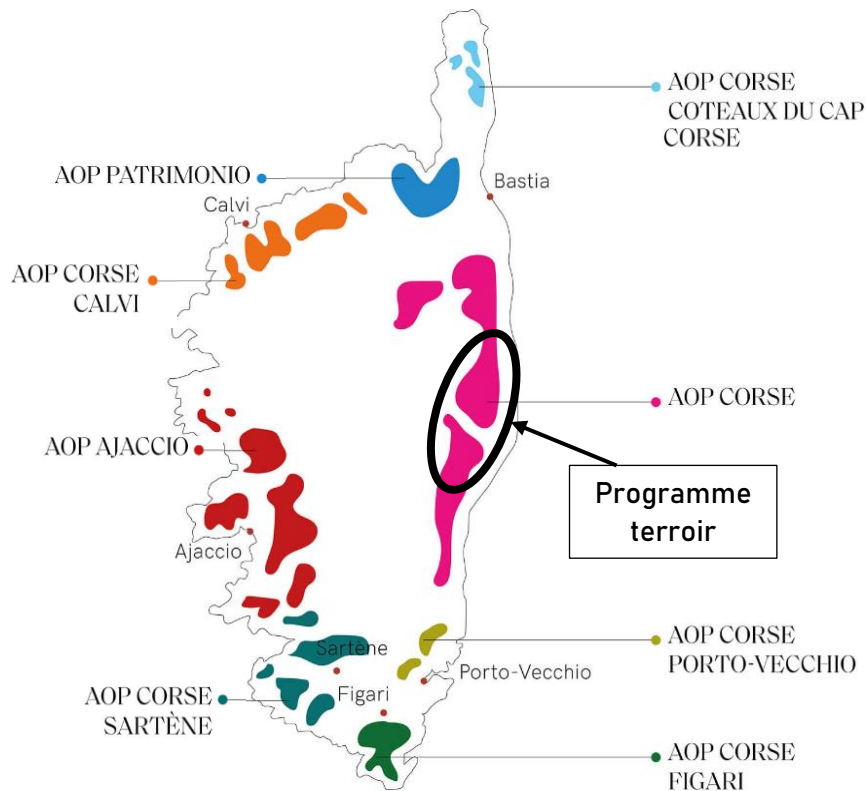 AOP CORSE
COTEAUX DU CAP
CORSE
AOP PATRIMONIO
Bastia
Calvi
AOP CORSE
CALVI
AOP CORSE
AOP AJACCIO
Programme
terroir
Ajaccio
AOP CORSE
PORTO-VECCHIO
Sartène
Porto-Vecchio
AOP CORSE
SARTÈNE
Figari
AOP CORSE
FIGARI